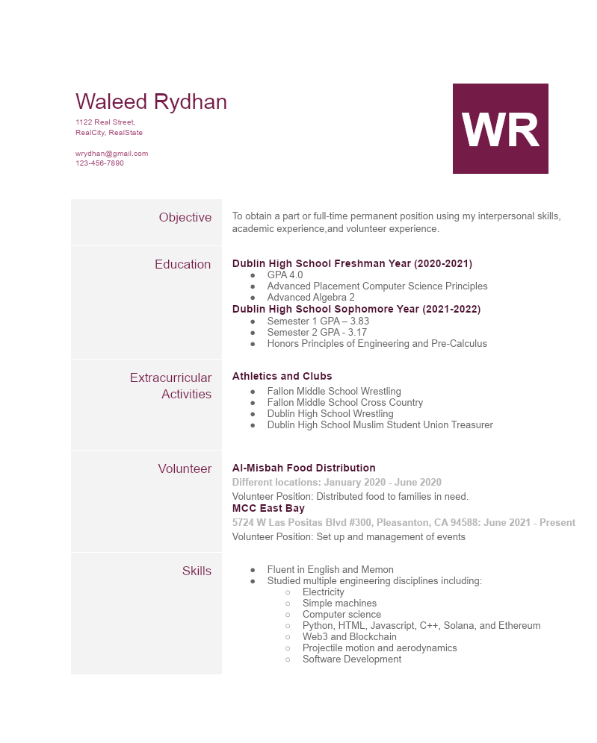 Waleed Rydhan
1122 Real Street,
RealCity, RealState
wrydhan@gmail.com
123-456-7890
WR
Objective
To obtain a part or full-time permanent position using my interpersonal skills,
academic experience,and volunteer experience.
Education
Dublin High School Freshman Year (2020-2021)
● GPA 4.0
● Advanced Placement Computer Science Principles
● Advanced Algebra 2
Dublin High School Sophomore Year (2021-2022)
● Semester 1 GPA – 3.83
● Semester 2 GPA - 3.17
● Honors Principles of Engineering and Pre-Calculus
Extracurricular
Activities
Athletics and Clubs
● Fallon Middle School Wrestling
● Fallon Middle School Cross Country
● Dublin High School Wrestling
● Dublin High School Muslim Student Union Treasurer
Volunteer
Al-Misbah Food Distribution
Different locations: January 2020 - June 2020
Volunteer Position: Distributed food to families in need.
MCC East Bay
5724 W Las Positas Blvd #300, Pleasanton, CA 94588: June 2021 - Present
Volunteer Position: Set up and management of events
Skills
● Fluent in English and Memon
● Studied multiple engineering disciplines including:
○ Electricity
○ Simple machines
○ Computer science
○ Python, HTML, Javascript, C++, Solana, and Ethereum
○ Web3 and Blockchain
○ Projectile motion and aerodynamics
○ Software Development